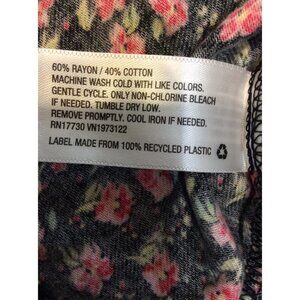 60% RAYON / 40% COTTON
MACHINE WASH COLD WITH LIKE COLORS.
GENTLE CYCLE. ONLY NON-CHLORINE BLEACH
IF NEEDED. TUMBLE DRY LOW.
REMOVE PROMPTLY. COOL IRON IF NEEDED.
RN17730 VN1973122
LABEL MADE FROM 100% RECYCLED PLASTIC